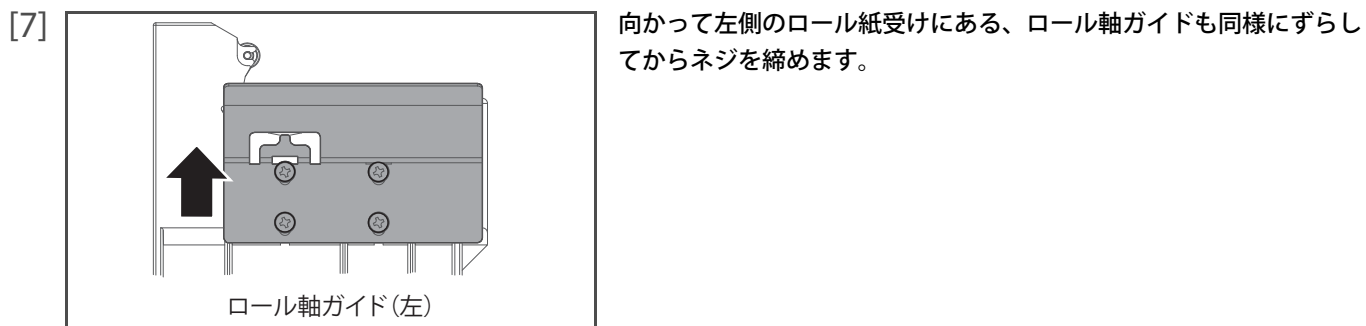 [7]
向かって左側のロール紙受けにある、ロール軸ガイドも同様にずらし
てからネジを締めます。
ロール軸ガイド（左）